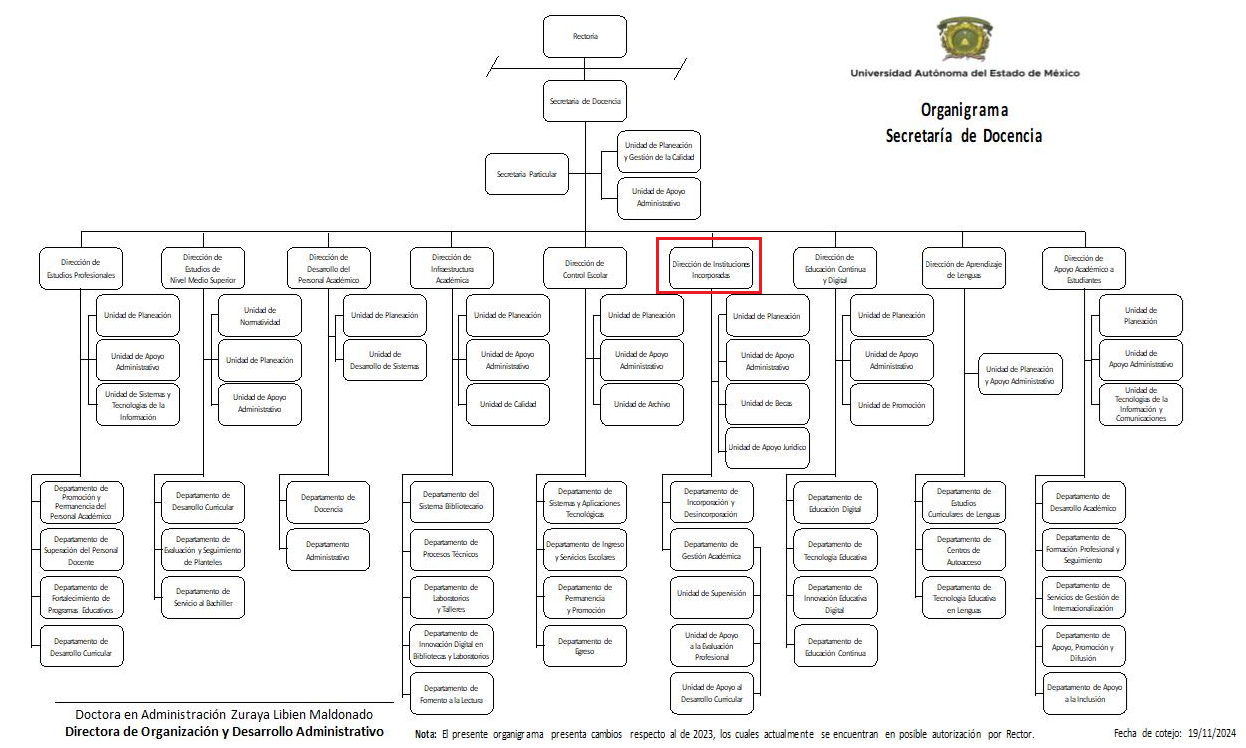 Rectoría
Universidad Autónoma del Estado de México
Organigrama
Secretaría de Docencia
Secretaría de Docencia
Unidad de Planeación
y Gestión de la Calidad
Secretaría Particular
Unidad de Apoyo
Administrativo
Dirección de
Estudios Profesionales
Dirección de
Estudios de
Nivel Medio Superior
Dirección de
Desarrollo del
Personal Académico
Dirección de
Infraestructura
Académica
Dirección de
Control Escolar
Dirección de Instituciones
Incorporadas
Dirección de
Educación Continua
y Digital
Dirección de Aprendizaje
de Lenguas
Dirección de
Apoyo Académico a
Estudiantes
Unidad de Planeación
Unidad de Apoyo
Administrativo
Unidad de Sistemas y
Tecnologías de la
Información
Unidad de
Normatividad
Unidad de Planeación
Unidad de Apoyo
Administrativo
Unidad de Planeación
Unidad de
Desarrollo de Sistemas
Unidad de Planeación
Unidad de Apoyo
Administrativo
Unidad de Calidad
Unidad de Planeación
Unidad de Apoyo
Administrativo
Unidad de Archivo
Unidad de Planeación
Unidad de Apoyo
Administrativo
Unidad de Becas
Unidad de Apoyo Jurídico
Unidad de Planeación
Unidad de Apoyo
Administrativo
Unidad de Promoción
Unidad de Planeación
y Apoyo Administrativo
Unidad de
Planeación
Unidad de
Apoyo Administrativo
Unidad de
Tecnologías de la
Información y
Comunicaciones
Departamento de
Promoción y
Permanencia del
Personal Académico
Departamento de
Superación del Personal
Docente
Departamento de
Fortalecimiento de
Programas Educativos
Departamento de
Desarrollo Curricular
Departamento de
Desarrollo Curricular
Departamento de
Evaluación y Seguimiento
de Planteles
Departamento de
Servicio al Bachiller
Departamento de
Docencia
Departamento
Administrativo
Departamento del
Sistema Bibliotecario
Departamento de
Procesos Técnicos
Departamento de
Laboratorios
y Talleres
Departamento de
Innovación Digital en
Bibliotecas y Laboratorios
Departamento de
Fomento a la Lectura
Departamento de
Sistemas y Aplicaciones
Tecnológicas
Departamento de Ingreso
y Servicios Escolares
Departamento de
Permanencia
y Promoción
Departamento de
Egreso
Departamento de
Incorporación y
Desincorporación
Departamento de
Gestión Académica
Unidad de Supervisión
Unidad de Apoyo
a la Evaluación
Profesional
Unidad de Apoyo al
Desarrollo Curricular
Departamento de
Educación Digital
Departamento de
Tecnología Educativa
Departamento de
Innovación Educativa
Digital
Departamento de
Educación Continua
Departamento de
Estudios
Curriculares de Lenguas
Departamento de
Centros de
Autoacceso
Departamento de
Tecnología Educativa
en Lenguas
Departamento de
Desarrollo Académico
Departamento de
Formación Profesional y
Seguimiento
Departamento de
Servicios de Gestión de
Internacionalización
Departamento de
Apoyo, Promoción y
Difusión
Departamento de Apoyo
a la Inclusión
Doctora en Administración Zuraya Libien Maldonado
Directora de Organización y Desarrollo Administrativo
Nota: El presente organigrama presenta cambios respecto al de 2023, los cuales actualmente se encuentran en posible autorización por Rector.
Fecha de cotejo: 19/11/2024